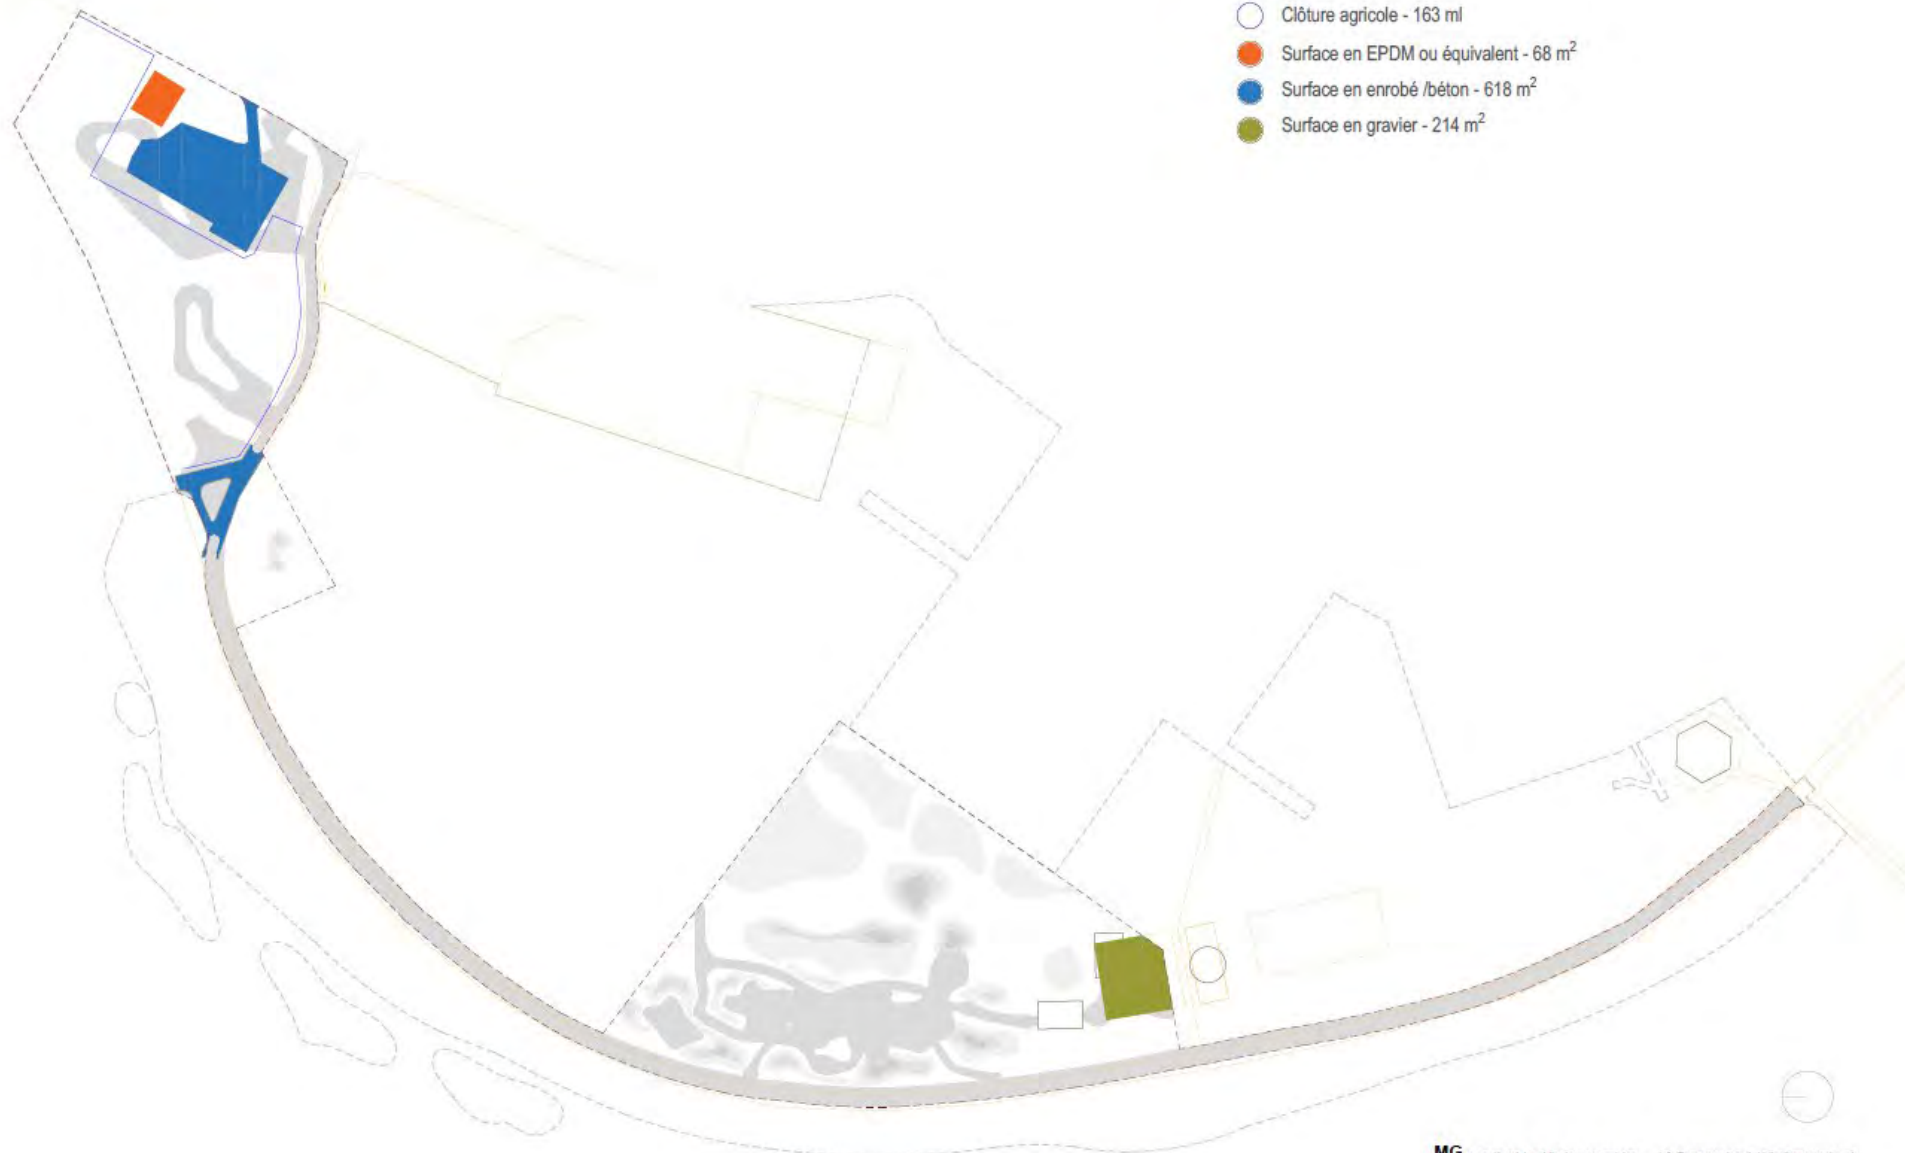 Clôture agricole - 163 ml
Surface en EPDM ou équivalent - 68 m²
Surface en enrobé /béton - 618 m²
Surface en gravier - 214 m²
MG